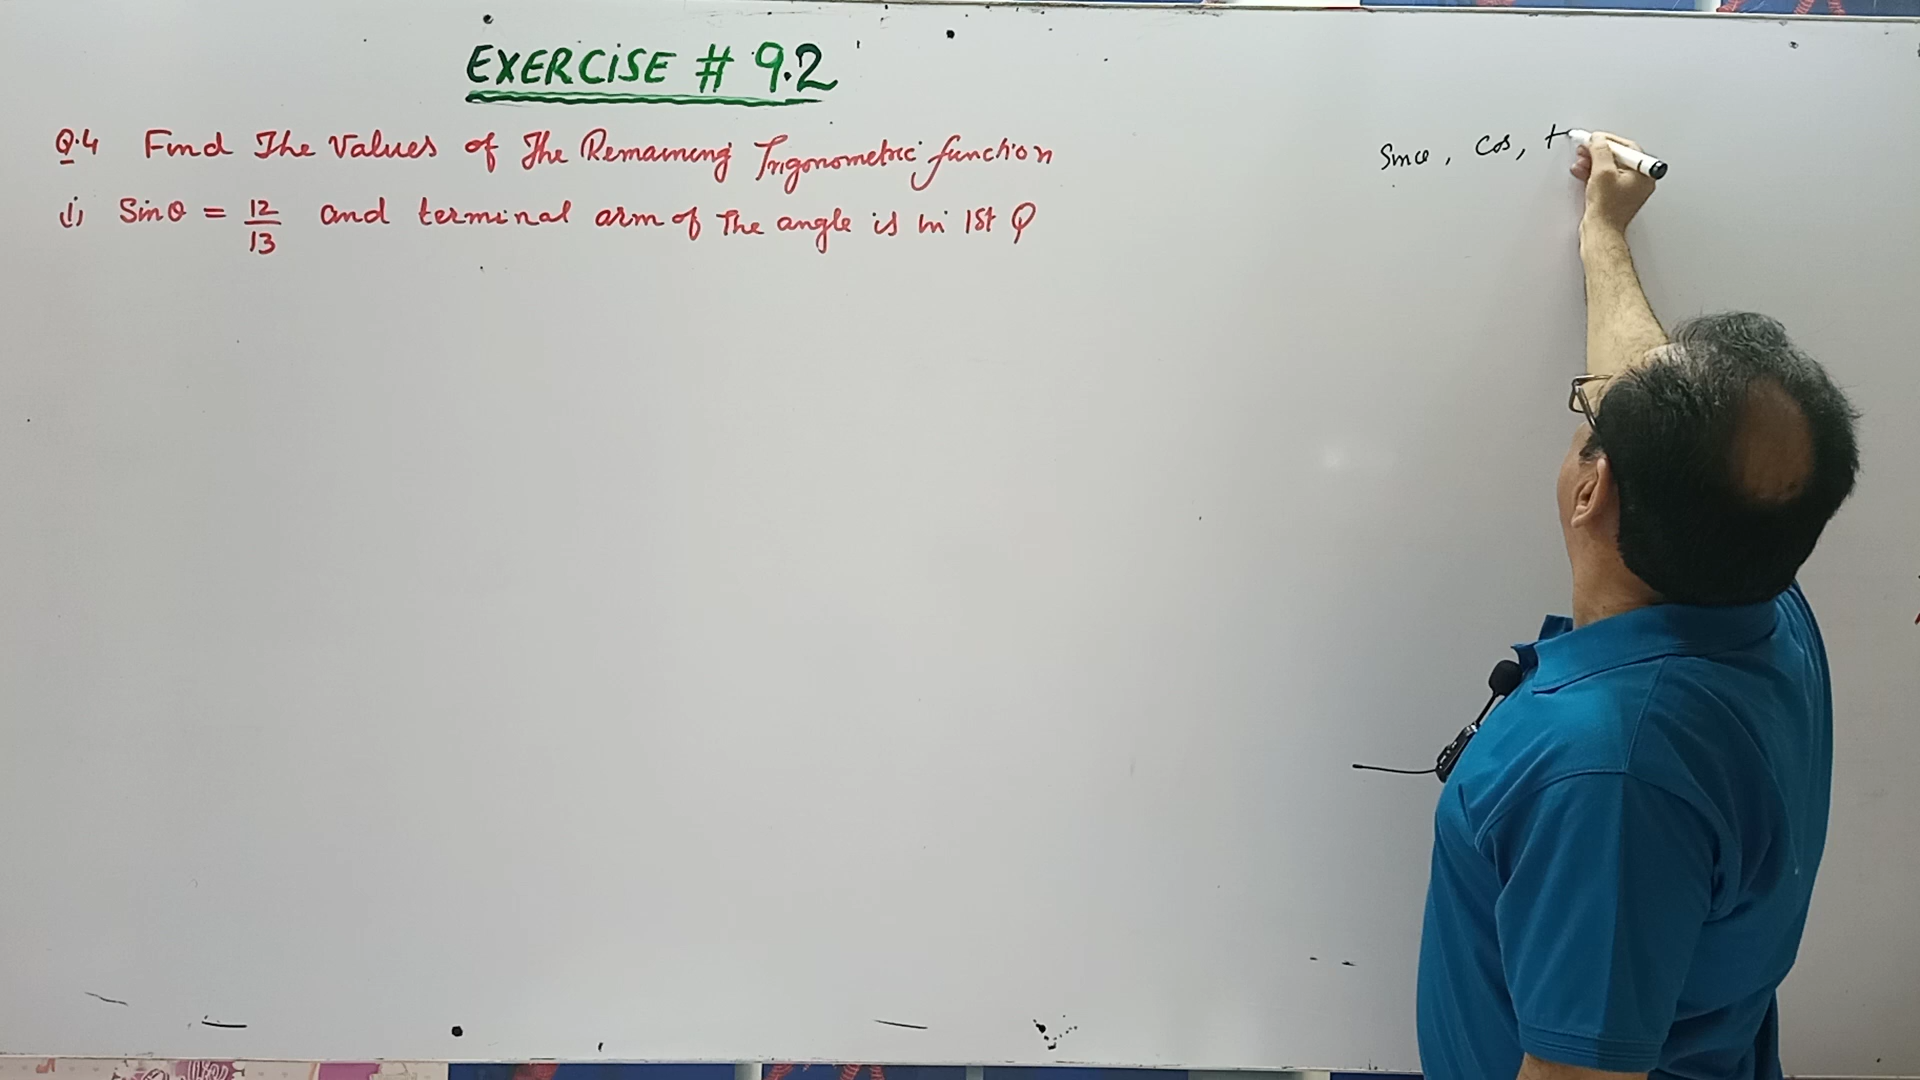 EXERCISE # 9.2
Q.4 Find The Values of The Remaining Trigonometric function
(i) Sinθ = 12/13 and terminal arm of The angle is in 1st Q
Sine, Cos, t